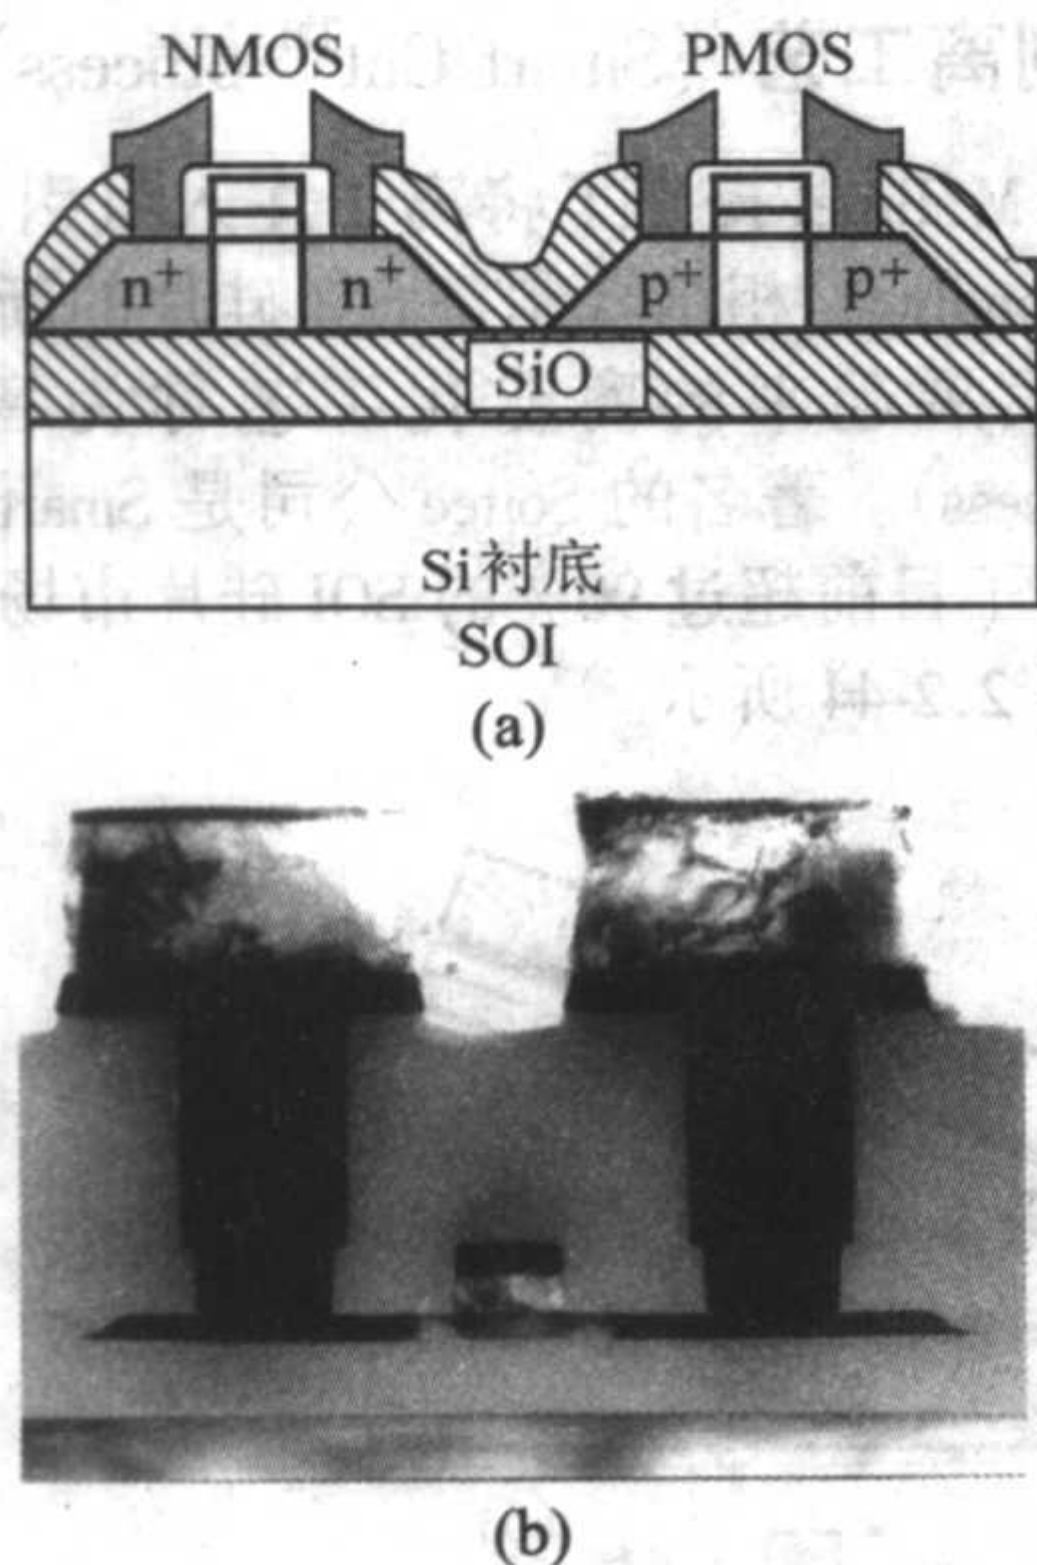 NMOS PMOS
n⁺ n⁺ p⁺ p⁺
SiO
Si衬底
SOI
(a)
(b)